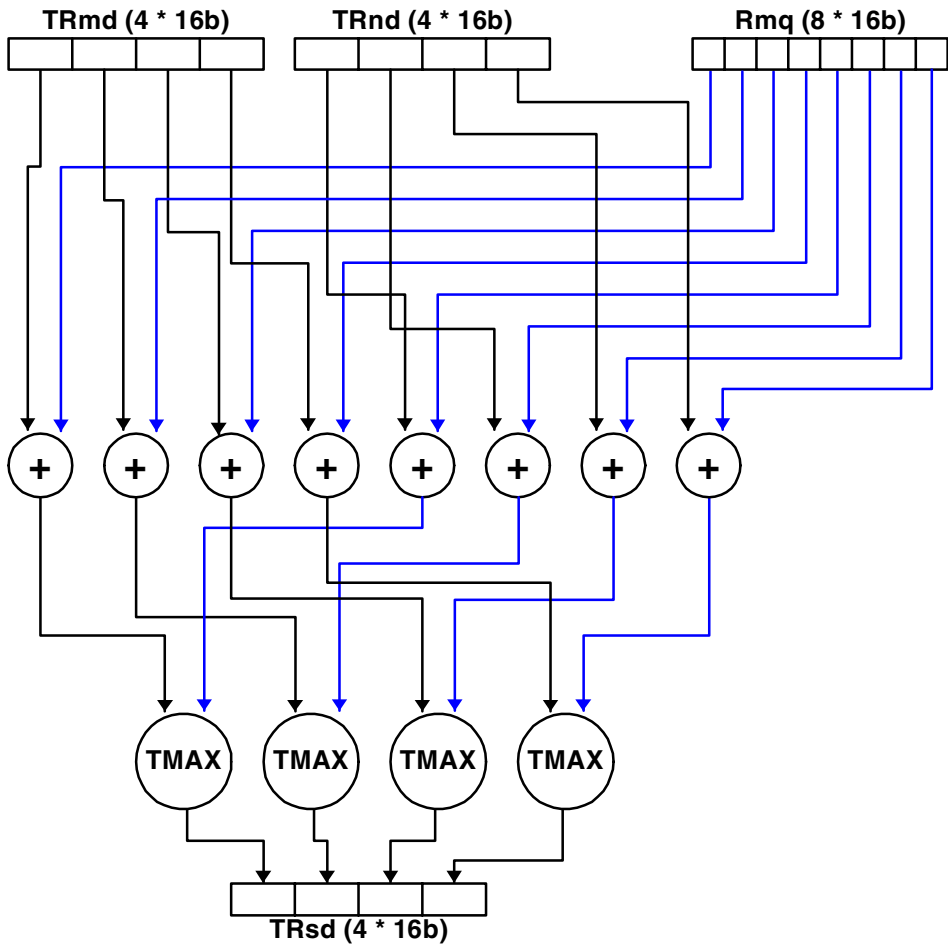 TRmd (4 * 16b) TRnd (4 * 16b) Rmq (8 * 16b)
+ + + + + + + +
TMAX TMAX TMAX TMAX
TRsd (4 * 16b)